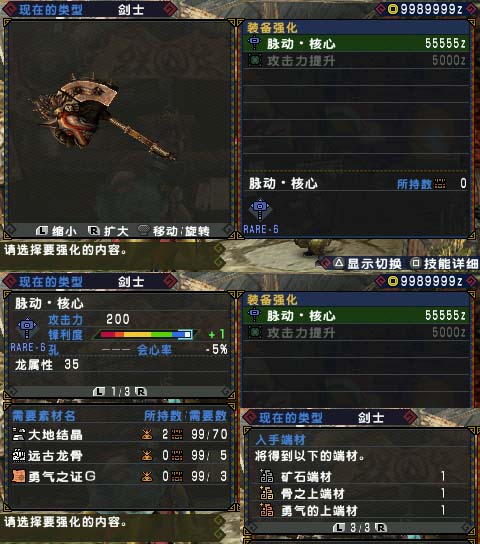 现在的类型 剑士
9989999z
装备强化
脉动・核心 55555z
攻击力提升 5000z
脉动・核心 所持数 0
RARE-6
L 缩小 R 扩大 移动/旋转
请选择要强化的内容。
△显示切换 □技能详细
现在的类型 剑士
9989999z
脉动・核心
攻击力 200
锋利度 +1
RARE-6 孔 --- 会心率 -5%
龙属性 35
L 1/3 R
装备强化
脉动・核心 55555z
攻击力提升 5000z
需要素材名 所持数/需要数
大地结晶 2 99/70
远古龙骨 0 99/ 5
勇气之证G 0 99/ 3
请选择要强化的内容。
现在的类型 剑士
入手端材
将得到以下的端材。
矿石端材 1
骨之上端材 1
勇气的上端材 1
L 3/3 R